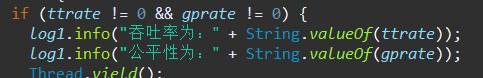 if (ttrate != 0 && gprate != 0) {
log1.info("吞吐率为：" + String.valueOf(ttrate));
log1.info("公平性为：" + String.valueOf(gprate));
Thread.yield();